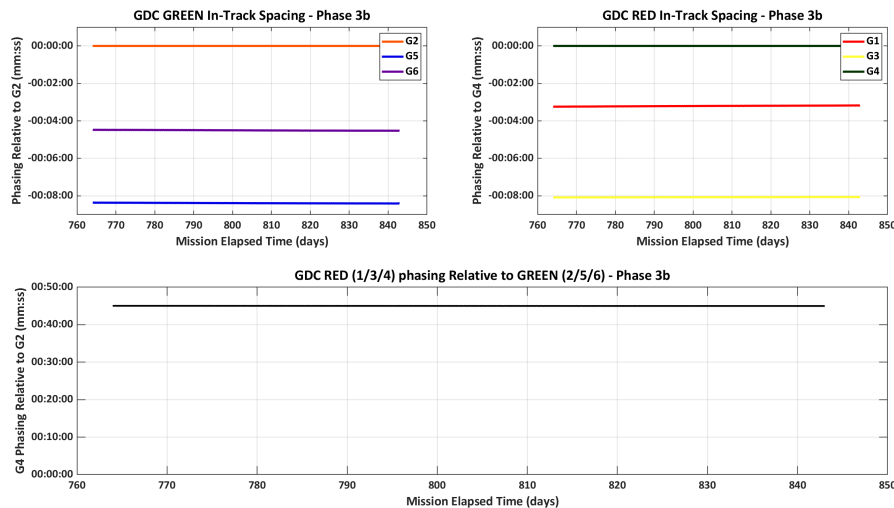 GDC GREEN In-Track Spacing - Phase 3b
Phasing Relative to G2 (mm:ss)
00:00:00
-00:02:00
-00:04:00
-00:06:00
-00:08:00
G2
G5
G6
760 770 780 790 800 810 820 830 840 850
Mission Elapsed Time (days)
GDC RED In-Track Spacing - Phase 3b
Phasing Relative to G4 (mm:ss)
00:00:00
-00:02:00
-00:04:00
-00:06:00
-00:08:00
G1
G3
G4
760 770 780 790 800 810 820 830 840 850
Mission Elapsed Time (days)
GDC RED (1/3/4) phasing Relative to GREEN (2/5/6) - Phase 3b
G4 Phasing Relative to G2 (mm:ss)
00:50:00
00:40:00
00:30:00
00:20:00
00:10:00
00:00:00
760 770 780 790 800 810 820 830 840 850
Mission Elapsed Time (days)